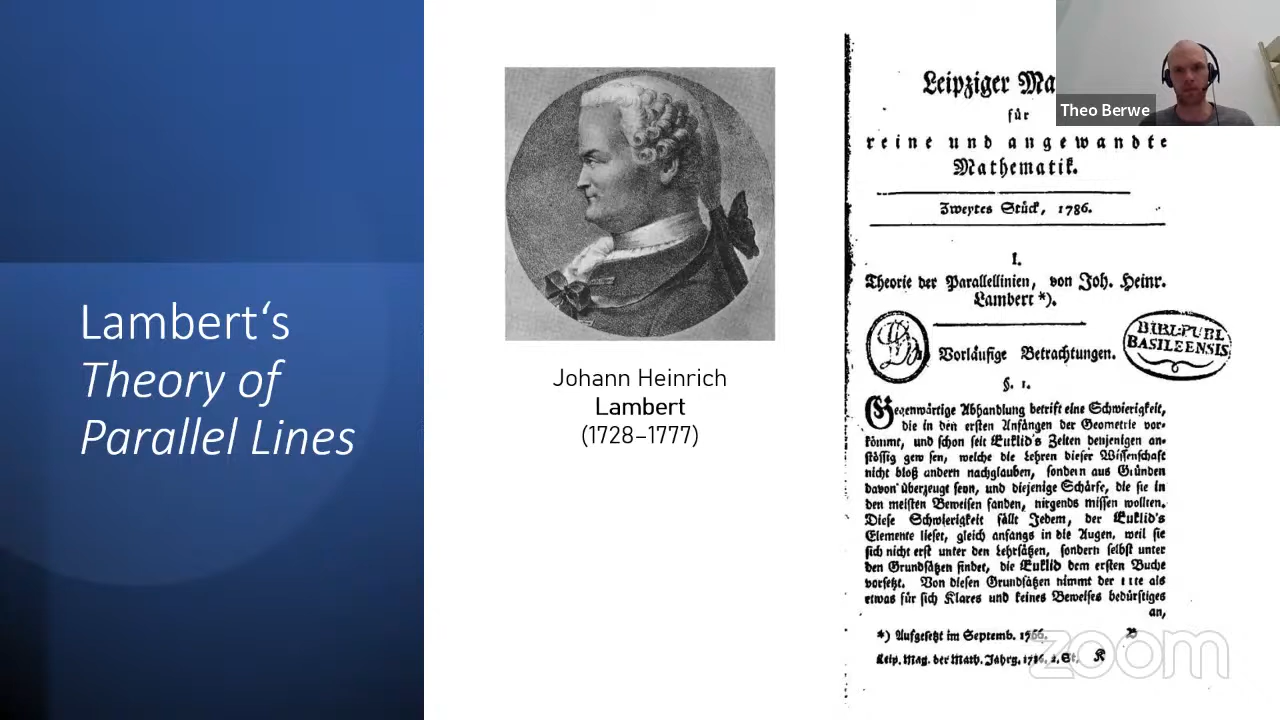 Lambert‘s
Theory of
Parallel Lines
Johann Heinrich
Lambert
(1728–1777)
Theo Berwe
Leipziger Ma
für
reine und angewandte
Mathematik.
Zweytes Stück, 1786.
I.
Theorie der Parallellinien, von Joh. Heinr.
Lambert *).
BIBL:PUBL
BASILEENSIS
Vorläufige Betrachtungen.
§. 1.
Gegenwärtige Abhandlung betrift eine Schwierigkeit,
die in den ersten Anfängen der Geometrie vor-
kömmt, und schon seit Euklid's Zeiten denjenigen an-
stößig gew sen, welche die Lehren dieser Wissenschaft
nicht bloß andern nachglauben, sondern aus Gründen
davon überzeugt seyn, und diejenige Schärfe, die sie in
den meisten Beweisen fanden, nirgends missen wollten.
Diese Schwierigkeit fällt Jedem, der Euklid's
Elemente lieset, gleich anfangs in die Augen, weil sie
sich nicht erst unter den Lehrsätzen, sondern selbst unter
den Grundsätzen findet, die Euklid dem ersten Buche
vorsetzt. Von diesen Grundsätzen nimmt der 11te als
etwas für sich Klares und keines Beweises bedürftiges
an,
*) Aufgesetzt im Septemb. 1766.
Leip. Mag. der Math. Jahrg. 1786. 2. St. K
zoom